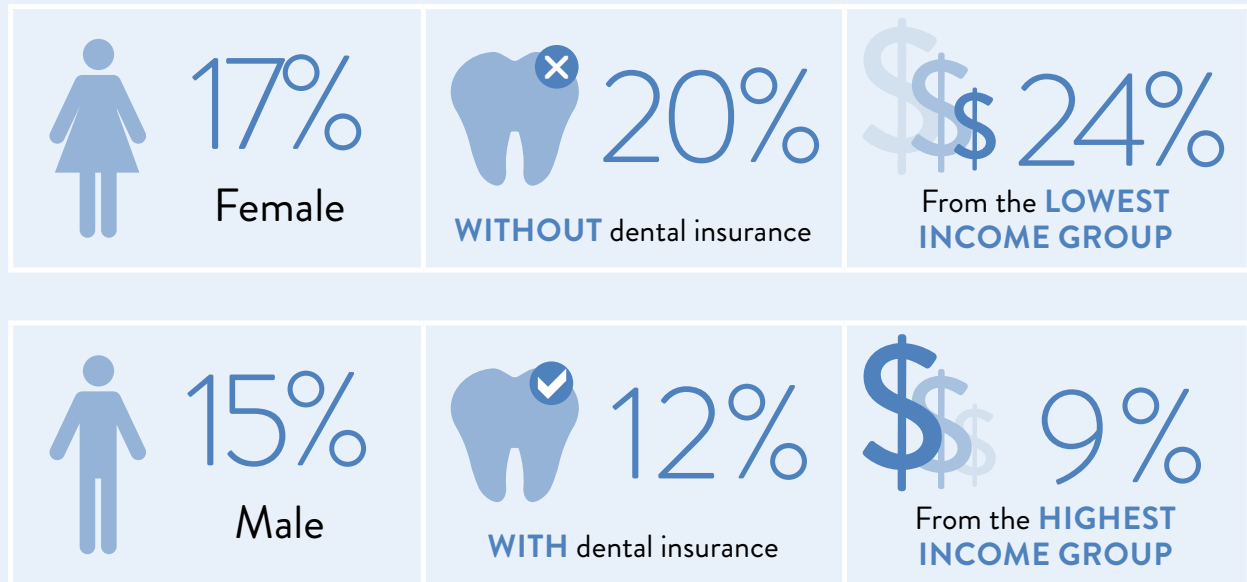 17%
Female
20%
WITHOUT dental insurance
24%
From the LOWEST
INCOME GROUP
15%
Male
12%
WITH dental insurance
9%
From the HIGHEST
INCOME GROUP